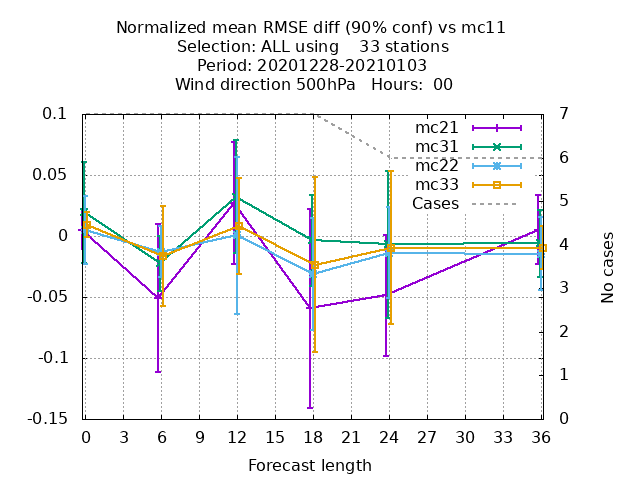 Normalized mean RMSE diff (90% conf) vs mc11
Selection: ALL using    33 stations
Period: 20201228-20210103
Wind direction 500hPa   Hours:  00
0.1
0.05
0
-0.05
-0.1
-0.15
7
6
5
4
3
2
1
0
mc21
mc31
mc22
mc33
Cases
No cases
0 3 6 9 12 15 18 21 24 27 30 33 36
Forecast length